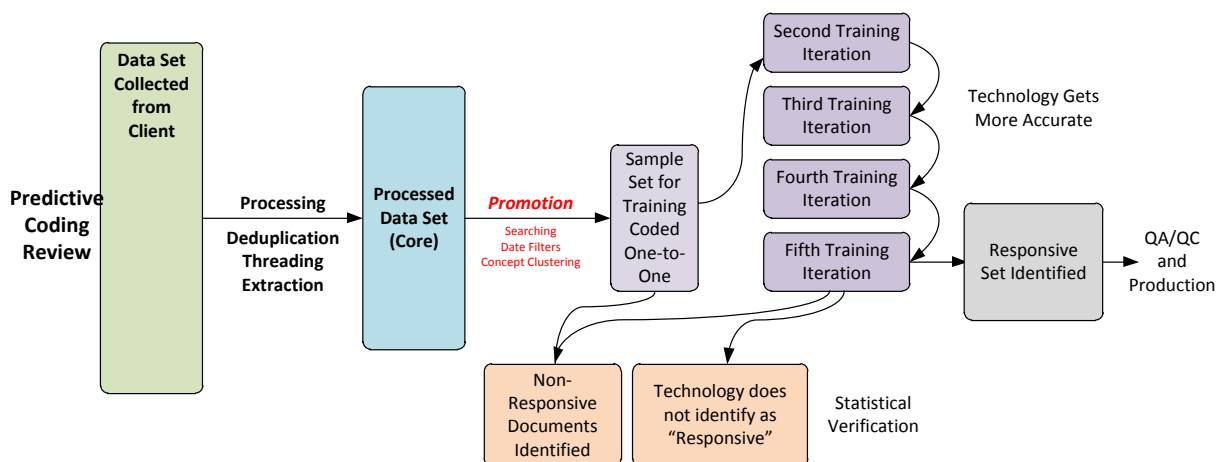 Predictive
Coding
Review
Data Set
Collected
from
Client
Processing
Deduplication
Threading
Extraction
Processed
Data Set
(Core)
Promotion
Searching
Date Filters
Concept Clustering
Sample
Set for
Training
Coded
One-to-
One
Second Training
Iteration
Third Training
Iteration
Fourth Training
Iteration
Fifth Training
Iteration
Technology Gets
More Accurate
Responsive
Set Identified
QA/QC
and
Production
Non-
Responsive
Documents
Identified
Technology does
not identify as
“Responsive”
Statistical
Verification